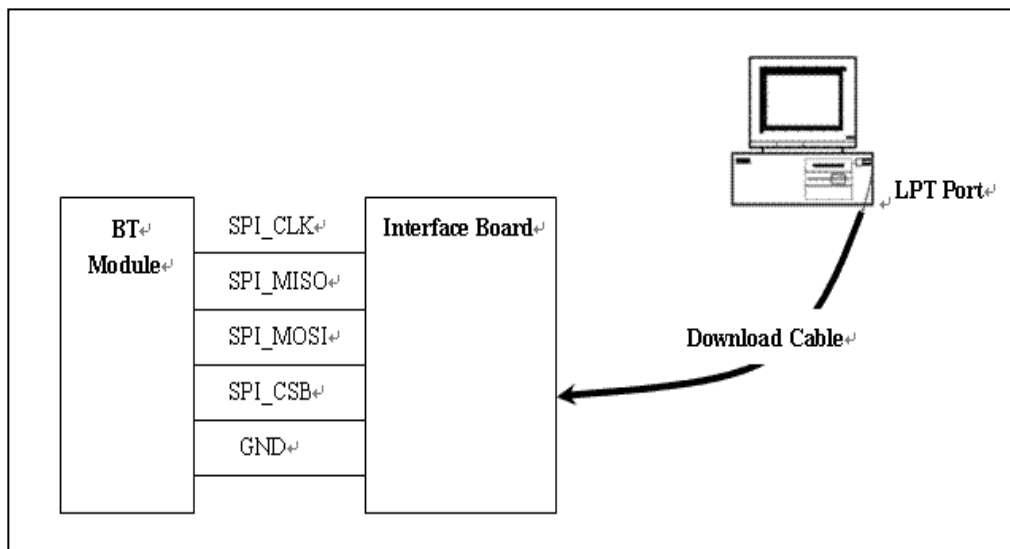 BT
Module
SPI_CLK
SPI_MISO
SPI_MOSI
SPI_CSB
GND
Interface Board
LPT Port
Download Cable